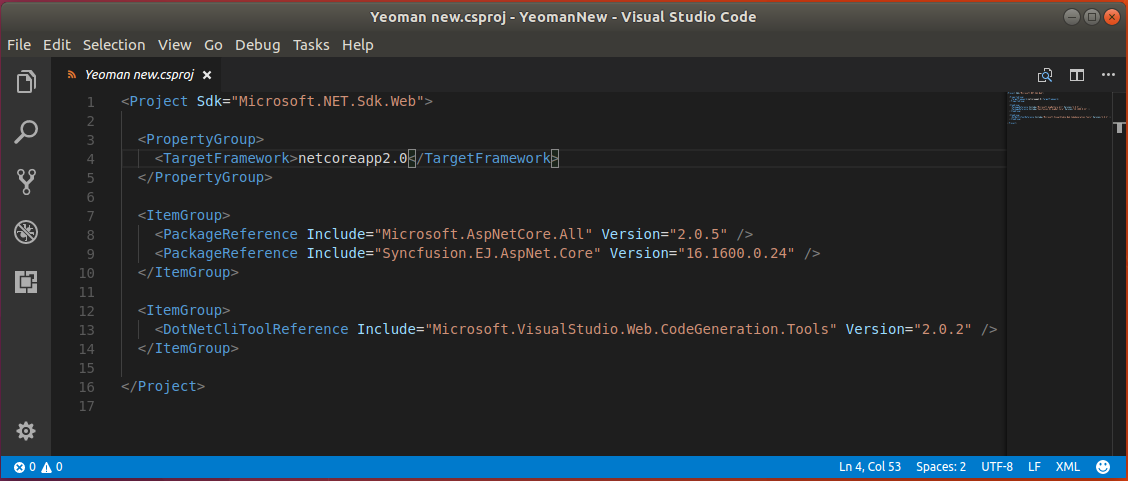 Yeoman new.csproj - YeomanNew - Visual Studio Code
File Edit Selection View Go Debug Tasks Help
Yeoman new.csproj
1 <Project Sdk="Microsoft.NET.Sdk.Web">
2
3 <PropertyGroup>
4 <TargetFramework>netcoreapp2.0</TargetFramework>
5 </PropertyGroup>
6
7 <ItemGroup>
8 <PackageReference Include="Microsoft.AspNetCore.All" Version="2.0.5" />
9 <PackageReference Include="Syncfusion.EJ.AspNet.Core" Version="16.1600.0.24" />
10 </ItemGroup>
11
12 <ItemGroup>
13 <DotNetCliToolReference Include="Microsoft.VisualStudio.Web.CodeGeneration.Tools" Version="2.0.2" />
14 </ItemGroup>
15
16 </Project>
17
0 0 Ln 4, Col 53 Spaces: 2 UTF-8 LF XML